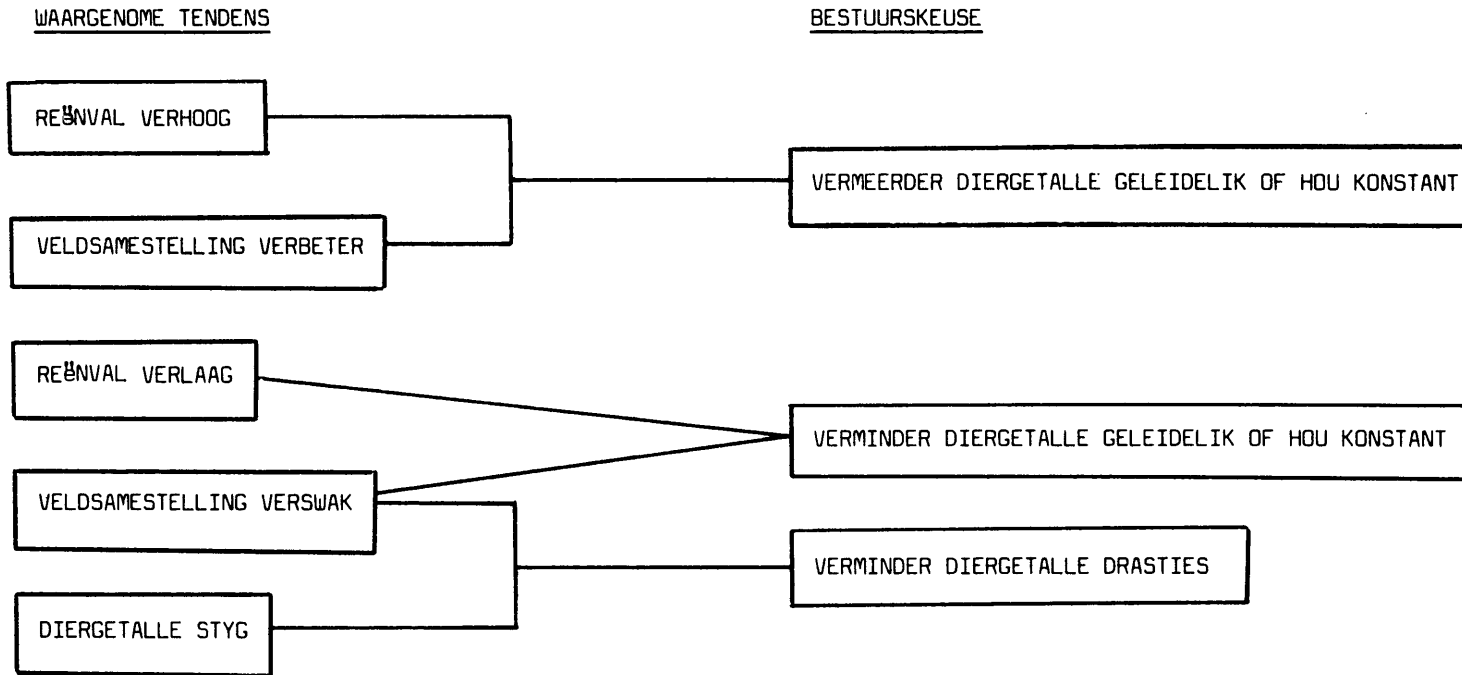 WAARGENOME TENDENS
BESTUURSKEUSE
REËNVAL VERHOOG
VERMEERDER DIERGETALLE GELEIDELIK OF HOU KONSTANT
VELDSAMESTELLING VERBETER
REËNVAL VERLAAG
VERMINDER DIERGETALLE GELEIDELIK OF HOU KONSTANT
VELDSAMESTELLING VERSWAK
VERMINDER DIERGETALLE DRASTIES
DIERGETALLE STYG